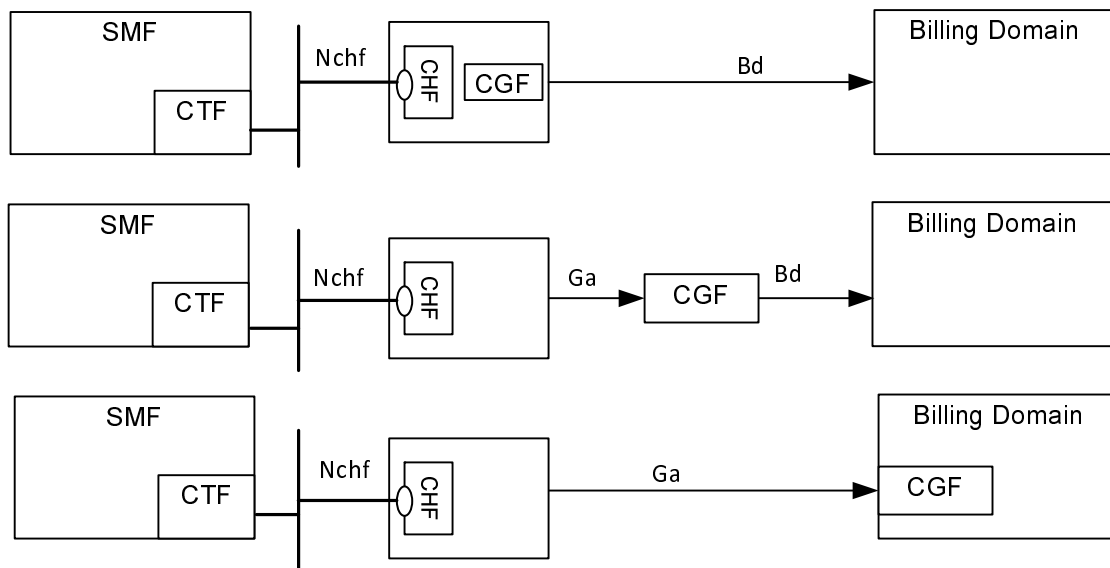 SMF
CTF
Nchf
CHF
CGF
Bd
Billing Domain
SMF
CTF
Nchf
CHF
Ga
CGF
Bd
Billing Domain
SMF
CTF
Nchf
CHF
Ga
Billing Domain
CGF